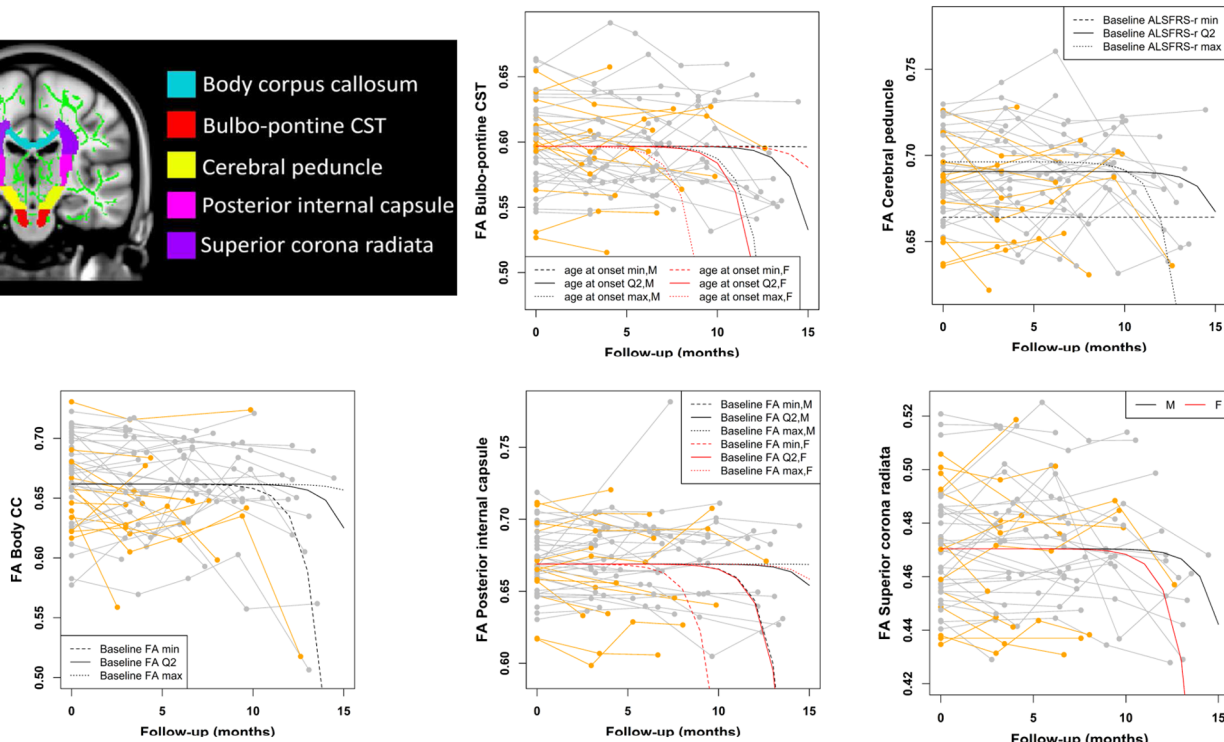 Body corpus callosum
Bulbo-pontine CST
Cerebral peduncle
Posterior internal capsule
Superior corona radiata
FA Bulbo-pontine CST
0.65
0.60
0.55
0.50
age at onset min,M
age at onset Q2,M
age at onset max,M
age at onset min,F
age at onset Q2,F
age at onset max,F
0 5 10 15
Follow-up (months)
FA Cerebral peduncle
0.75
0.70
0.65
Baseline ALSFRS-r min
Baseline ALSFRS-r Q2
Baseline ALSFRS-r max
0 5 10 15
Follow-up (months)
FA Body CC
0.70
0.65
0.60
0.55
0.50
Baseline FA min
Baseline FA Q2
Baseline FA max
0 5 10 15
Follow-up (months)
FA Posterior internal capsule
0.75
0.70
0.65
0.60
Baseline FA min,M
Baseline FA Q2,M
Baseline FA max,M
Baseline FA min,F
Baseline FA Q2,F
Baseline FA max,F
0 5 10 15
Follow-up (months)
FA Superior corona radiata
0.52
0.50
0.48
0.46
0.44
0.42
M F
0 5 10 15
Follow-up (months)